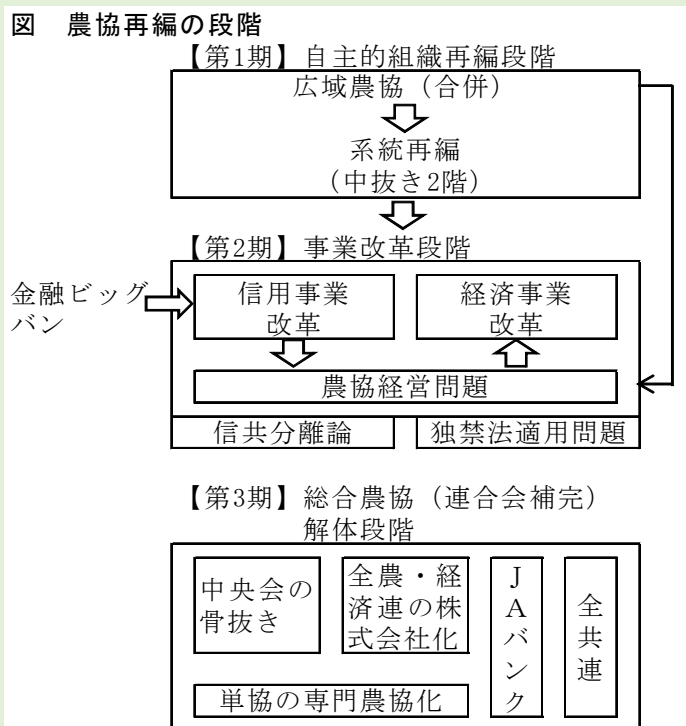 図　農協再編の段階
【第1期】自主的組織再編段階
広域農協（合併）
系統再編
（中抜き2階）
【第2期】事業改革段階
金融ビッグ
バン
信用事業
改革
経済事業
改革
農協経営問題
信共分離論
独禁法適用問題
【第3期】総合農協（連合会補完）
解体段階
中央会の
骨抜き
全農・経
済連の株
式会社化
JAバンク
全共連
単協の専門農協化